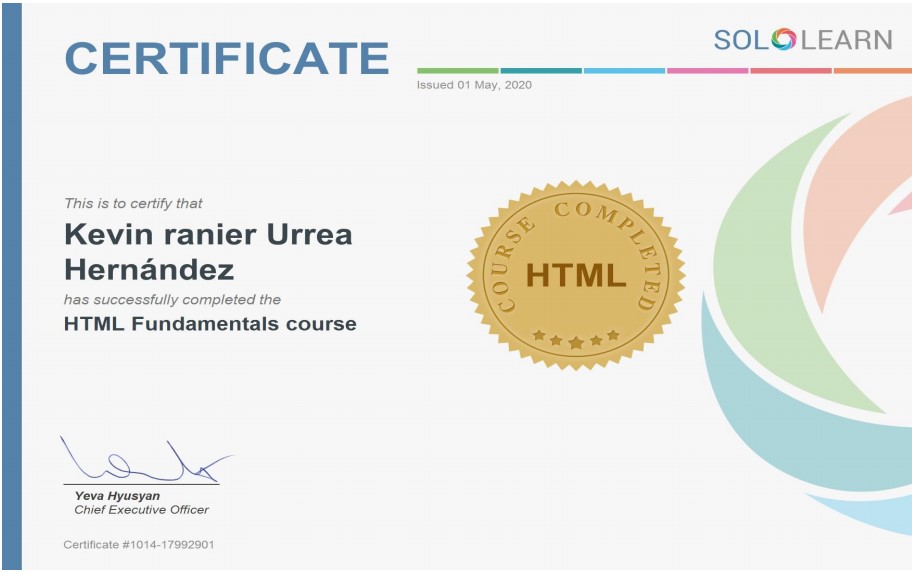 CERTIFICATE
SOLOLEARN
Issued 01 May, 2020
This is to certify that
Kevin ranier Urrea
Hernández
has successfully completed the
HTML Fundamentals course
COURSE COMPLETED
HTML
Yeva Hyusyan
Chief Executive Officer
Certificate #1014-17992901